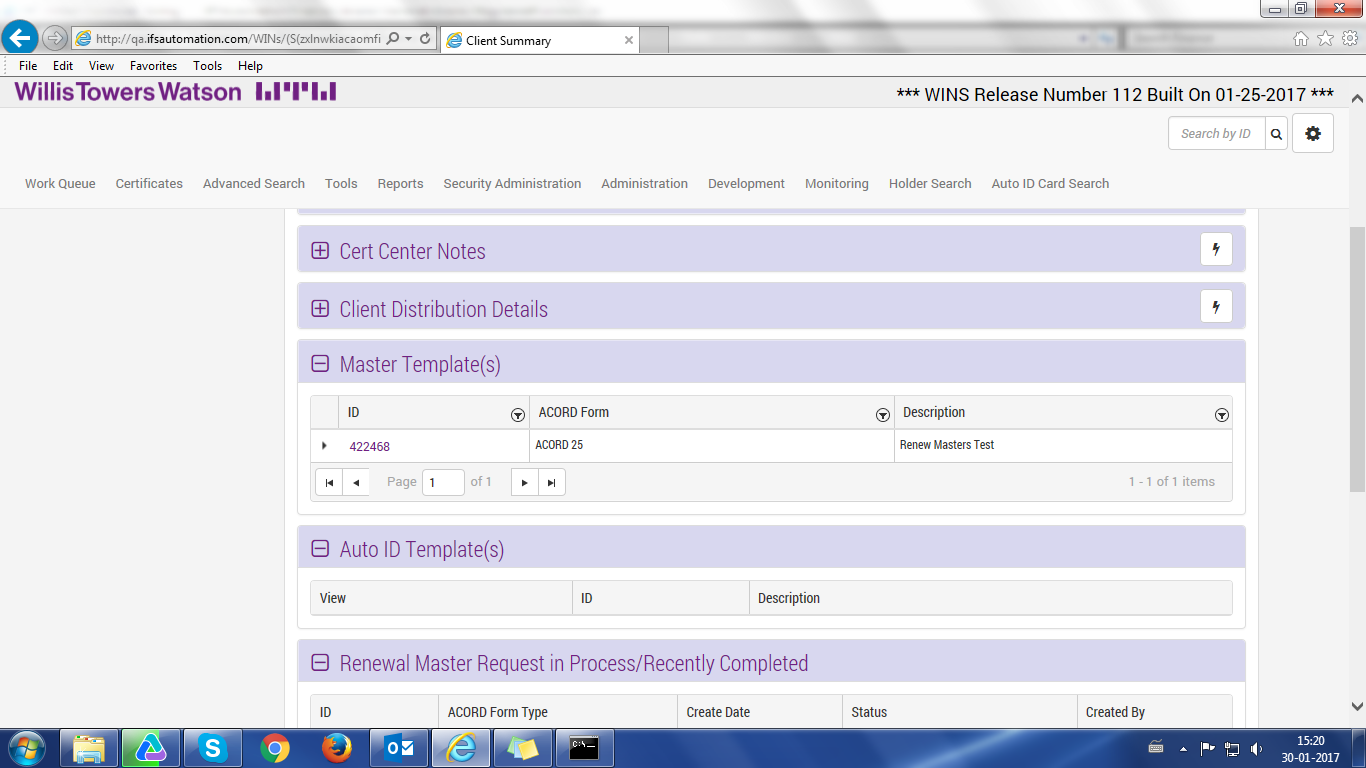 http://qa.ifsautomation.com/WINs/(S(zxlnwkiacaomfi
Client Summary
File Edit View Favorites Tools Help
Willis Towers Watson
*** WINS Release Number 112 Built On 01-25-2017 ***
Search by ID
Work Queue Certificates Advanced Search Tools Reports Security Administration Administration Development Monitoring Holder Search Auto ID Card Search
Cert Center Notes
Client Distribution Details
Master Template(s)
ID ACORD Form Description
422468 ACORD 25 Renew Masters Test
Page 1 of 1 1 - 1 of 1 items
Auto ID Template(s)
View ID Description
Renewal Master Request in Process/Recently Completed
ID ACORD Form Type Create Date Status Created By
15:20
30-01-2017